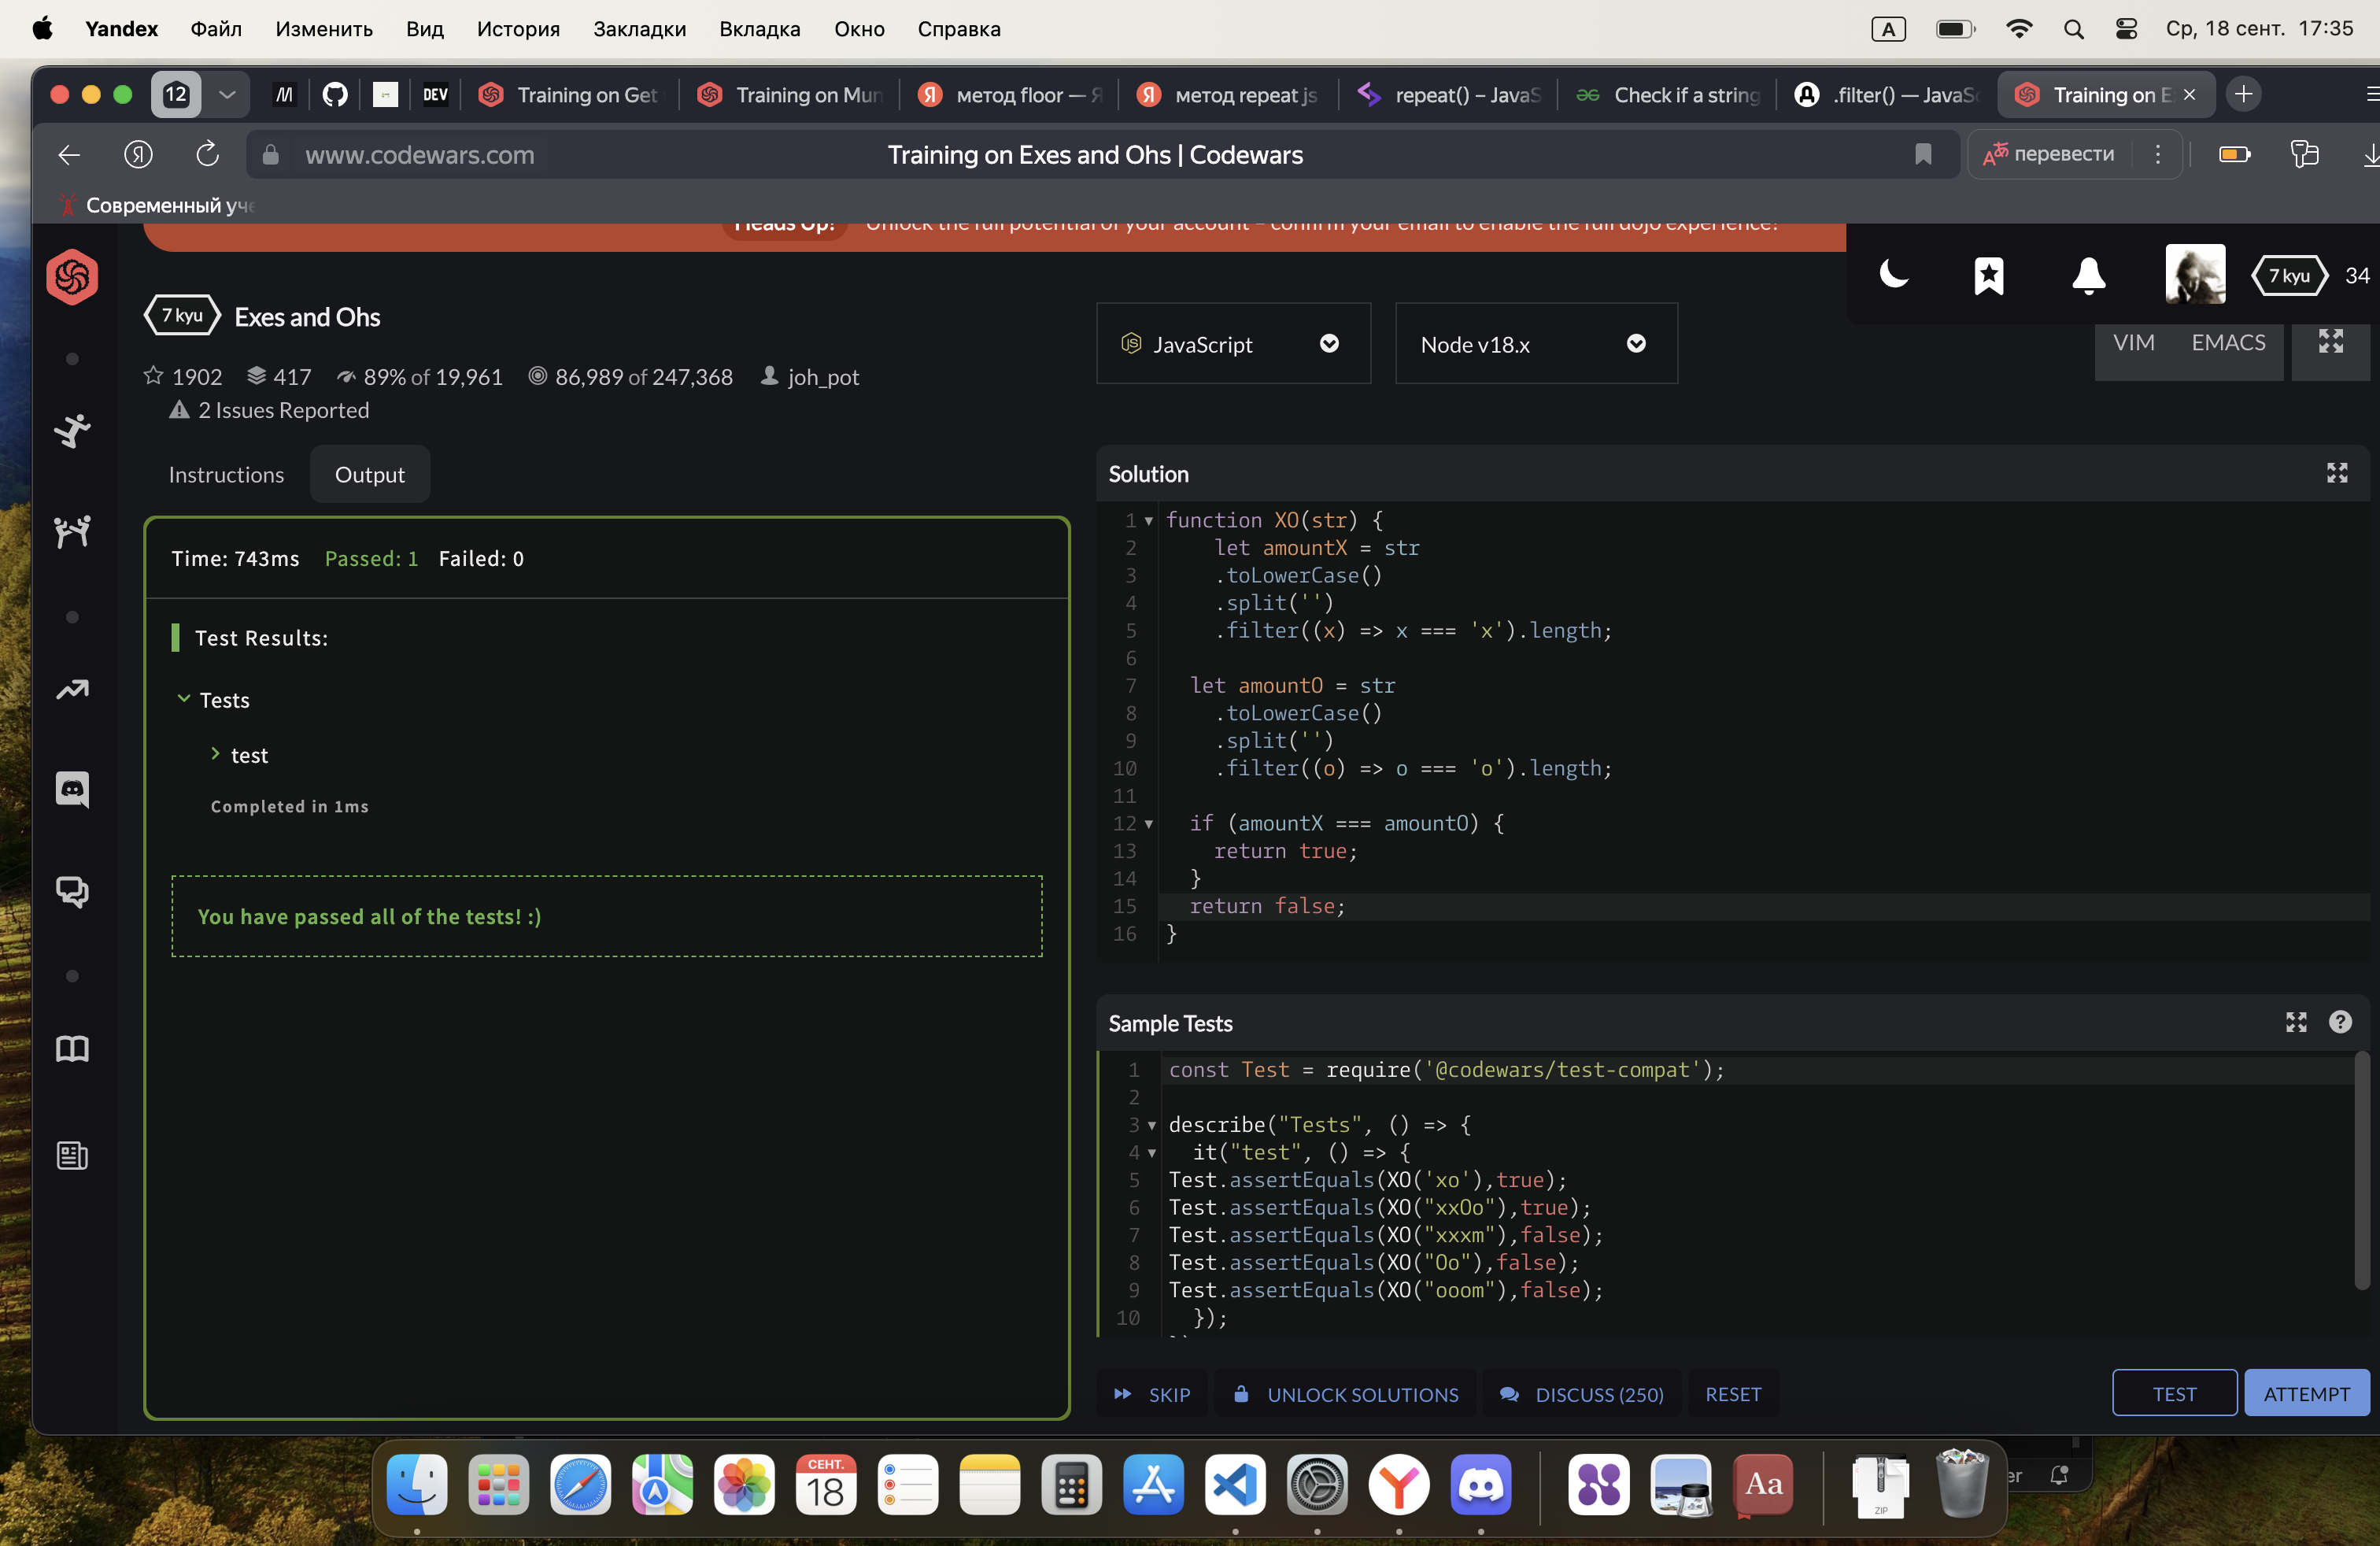 Yandex Файл Изменить Вид История Закладки Вкладка Окно Справка A Ср, 18 сент. 17:35
12 DEV Training on Get Training on Mun метод floor — Я метод repeat js repeat() – JavaS Check if a string .filter() — JavaSc Training on E
www.codewars.com Training on Exes and Ohs | Codewars перевести
Современный уче
Heads Up! Unlock the full potential of your account – confirm your email to enable the full dojo experience!
7 kyu 34
7 kyu Exes and Ohs
JavaScript Node v18.x VIM EMACS
1902 417 89% of 19,961 86,989 of 247,368 joh_pot
2 Issues Reported
Instructions Output
Time: 743ms Passed: 1 Failed: 0
Test Results:
Tests
test
Completed in 1ms
You have passed all of the tests! :)
Solution
1 function XO(str) {
2 let amountX = str
3 .toLowerCase()
4 .split('')
5 .filter((x) => x === 'x').length;
6
7 let amountO = str
8 .toLowerCase()
9 .split('')
10 .filter((o) => o === 'o').length;
11
12 if (amountX === amountO) {
13 return true;
14 }
15 return false;
16 }
Sample Tests
1 const Test = require('@codewars/test-compat');
2
3 describe("Tests", () => {
4 it("test", () => {
5 Test.assertEquals(XO('xo'),true);
6 Test.assertEquals(XO("xxOo"),true);
7 Test.assertEquals(XO("xxxm"),false);
8 Test.assertEquals(XO("Oo"),false);
9 Test.assertEquals(XO("ooom"),false);
10 });
SKIP UNLOCK SOLUTIONS DISCUSS (250) RESET TEST ATTEMPT
СЕНТ.
18
Aa
ZIP
er